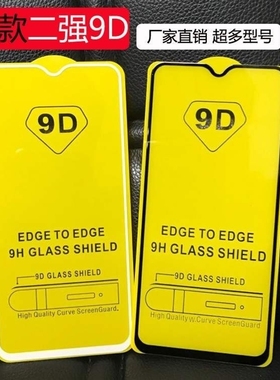 款二强9D
厂家直销 超多型号
9D
EDGE TO EDGE
9H GLASS SHIELD
9D GLASS SHIELD
High Quality Curve ScreenGuard.
9D
EDGE TO EDGE
9H GLASS SHIELD
9D GLASS SHIELD
High Quality w.Curve ScreenGuard.